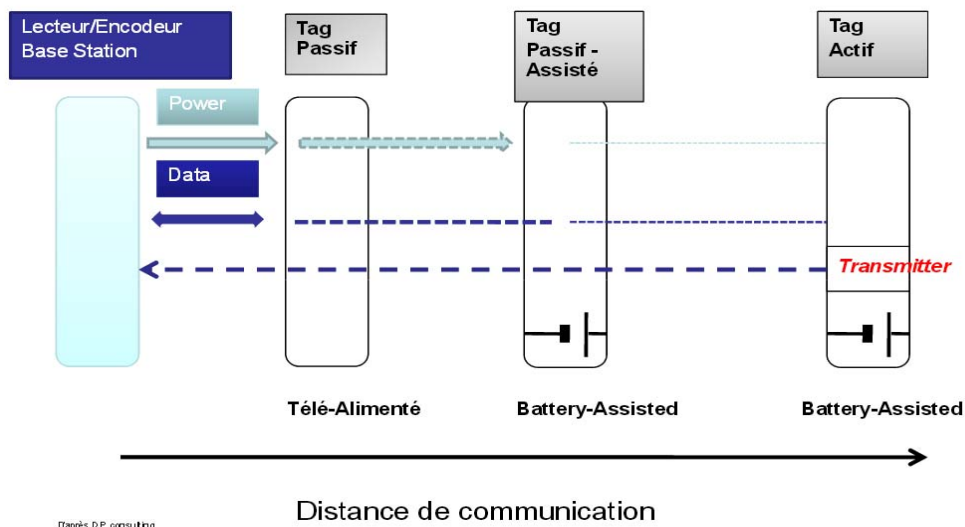 Lecteur/Encodeur
Base Station
Tag
Passif
Tag
Passif -
Assisté
Tag
Actif
Power
Data
Transmitter
Télé-Alimenté
Battery-Assisted
Battery-Assisted
Distance de communication
D'après D.P. consulting